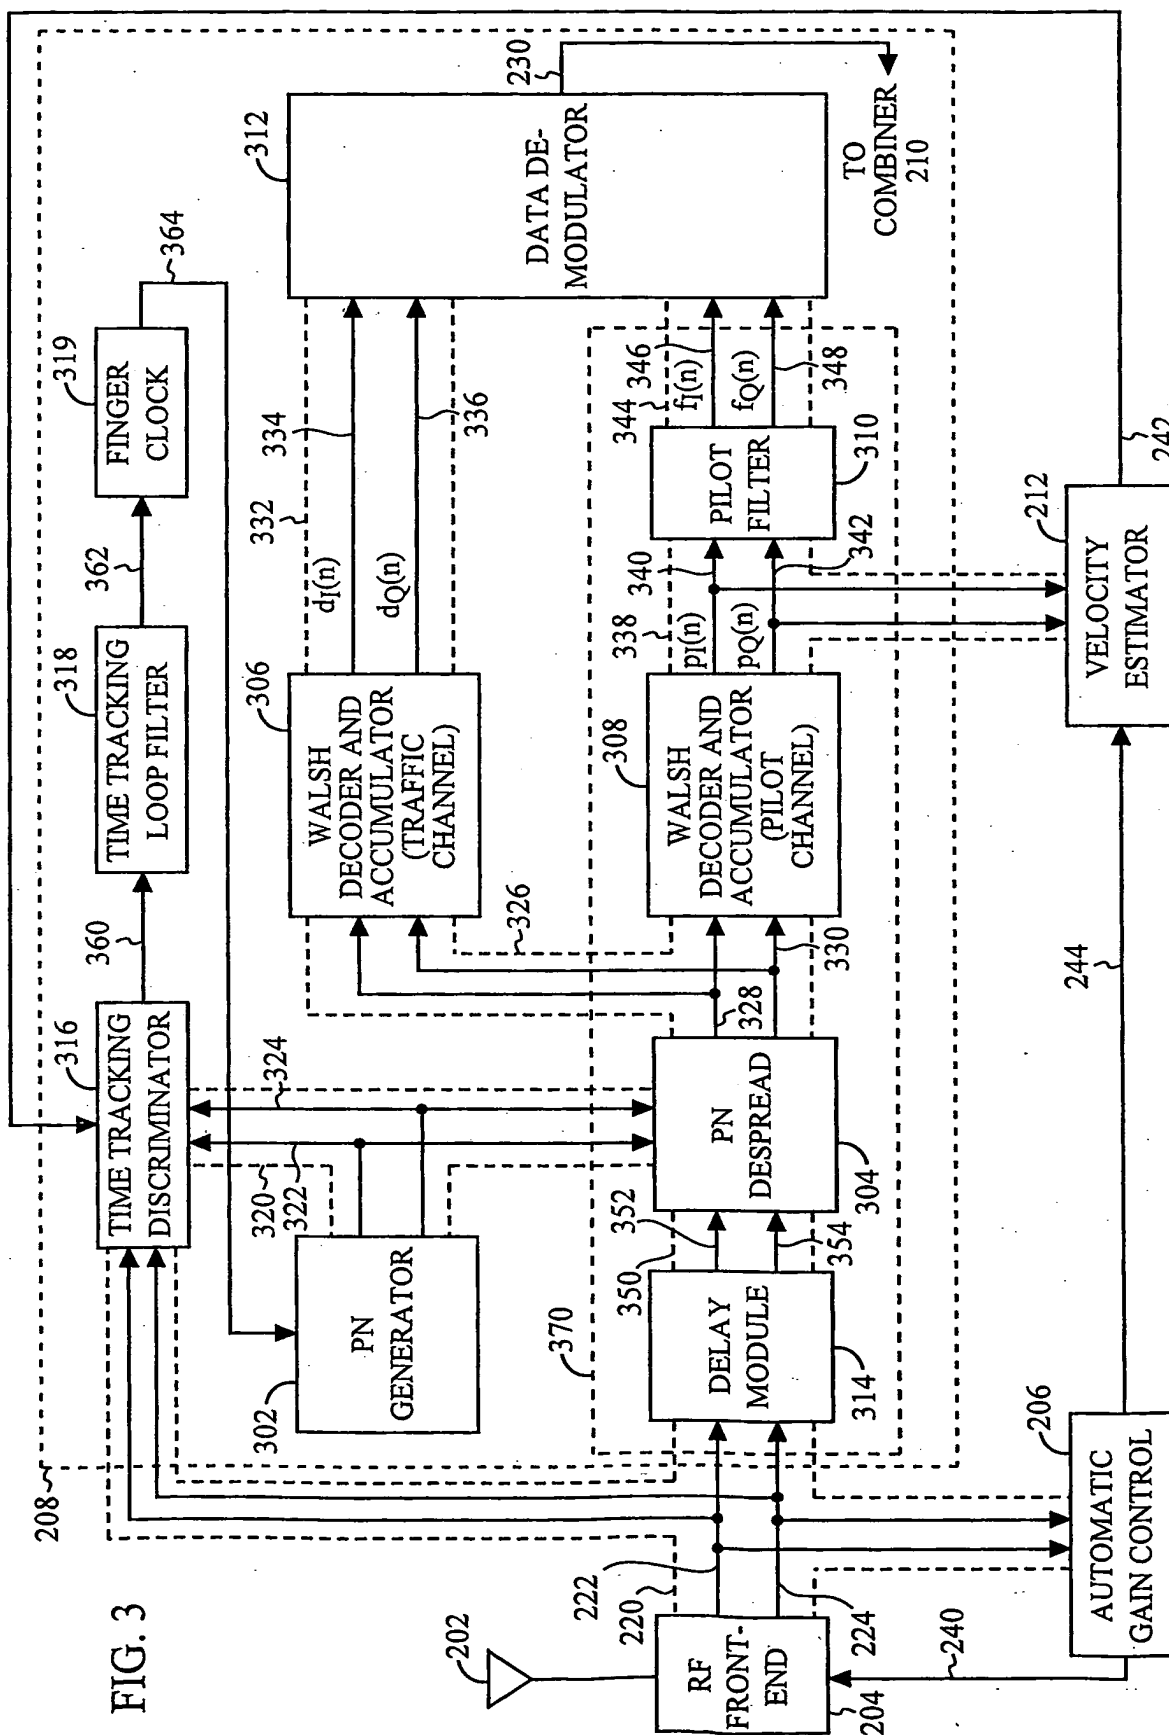 FIG. 3
208
202
RF
FRONT-
END
204
220
222
224
240
AUTOMATIC
GAIN CONTROL
206
244
VELOCITY
ESTIMATOR
212
242
370
DELAY
MODULE
314
350
352
354
PN
DESPREAD
304
PN
GENERATOR
302
320
322
324
TIME TRACKING
DISCRIMINATOR
316
360
TIME TRACKING
LOOP FILTER
318
362
FINGER
CLOCK
319
364
326
328
330
WALSH
DECODER AND
ACCUMULATOR
(TRAFFIC
CHANNEL)
306
332
334
336
dI(n)
dQ(n)
WALSH
DECODER AND
ACCUMULATOR
(PILOT
CHANNEL)
308
338
pI(n)
pQ(n)
340
342
PILOT
FILTER
310
344
fI(n)
fQ(n)
346
348
DATA DE-
MODULATOR
312
230
TO
COMBINER
210